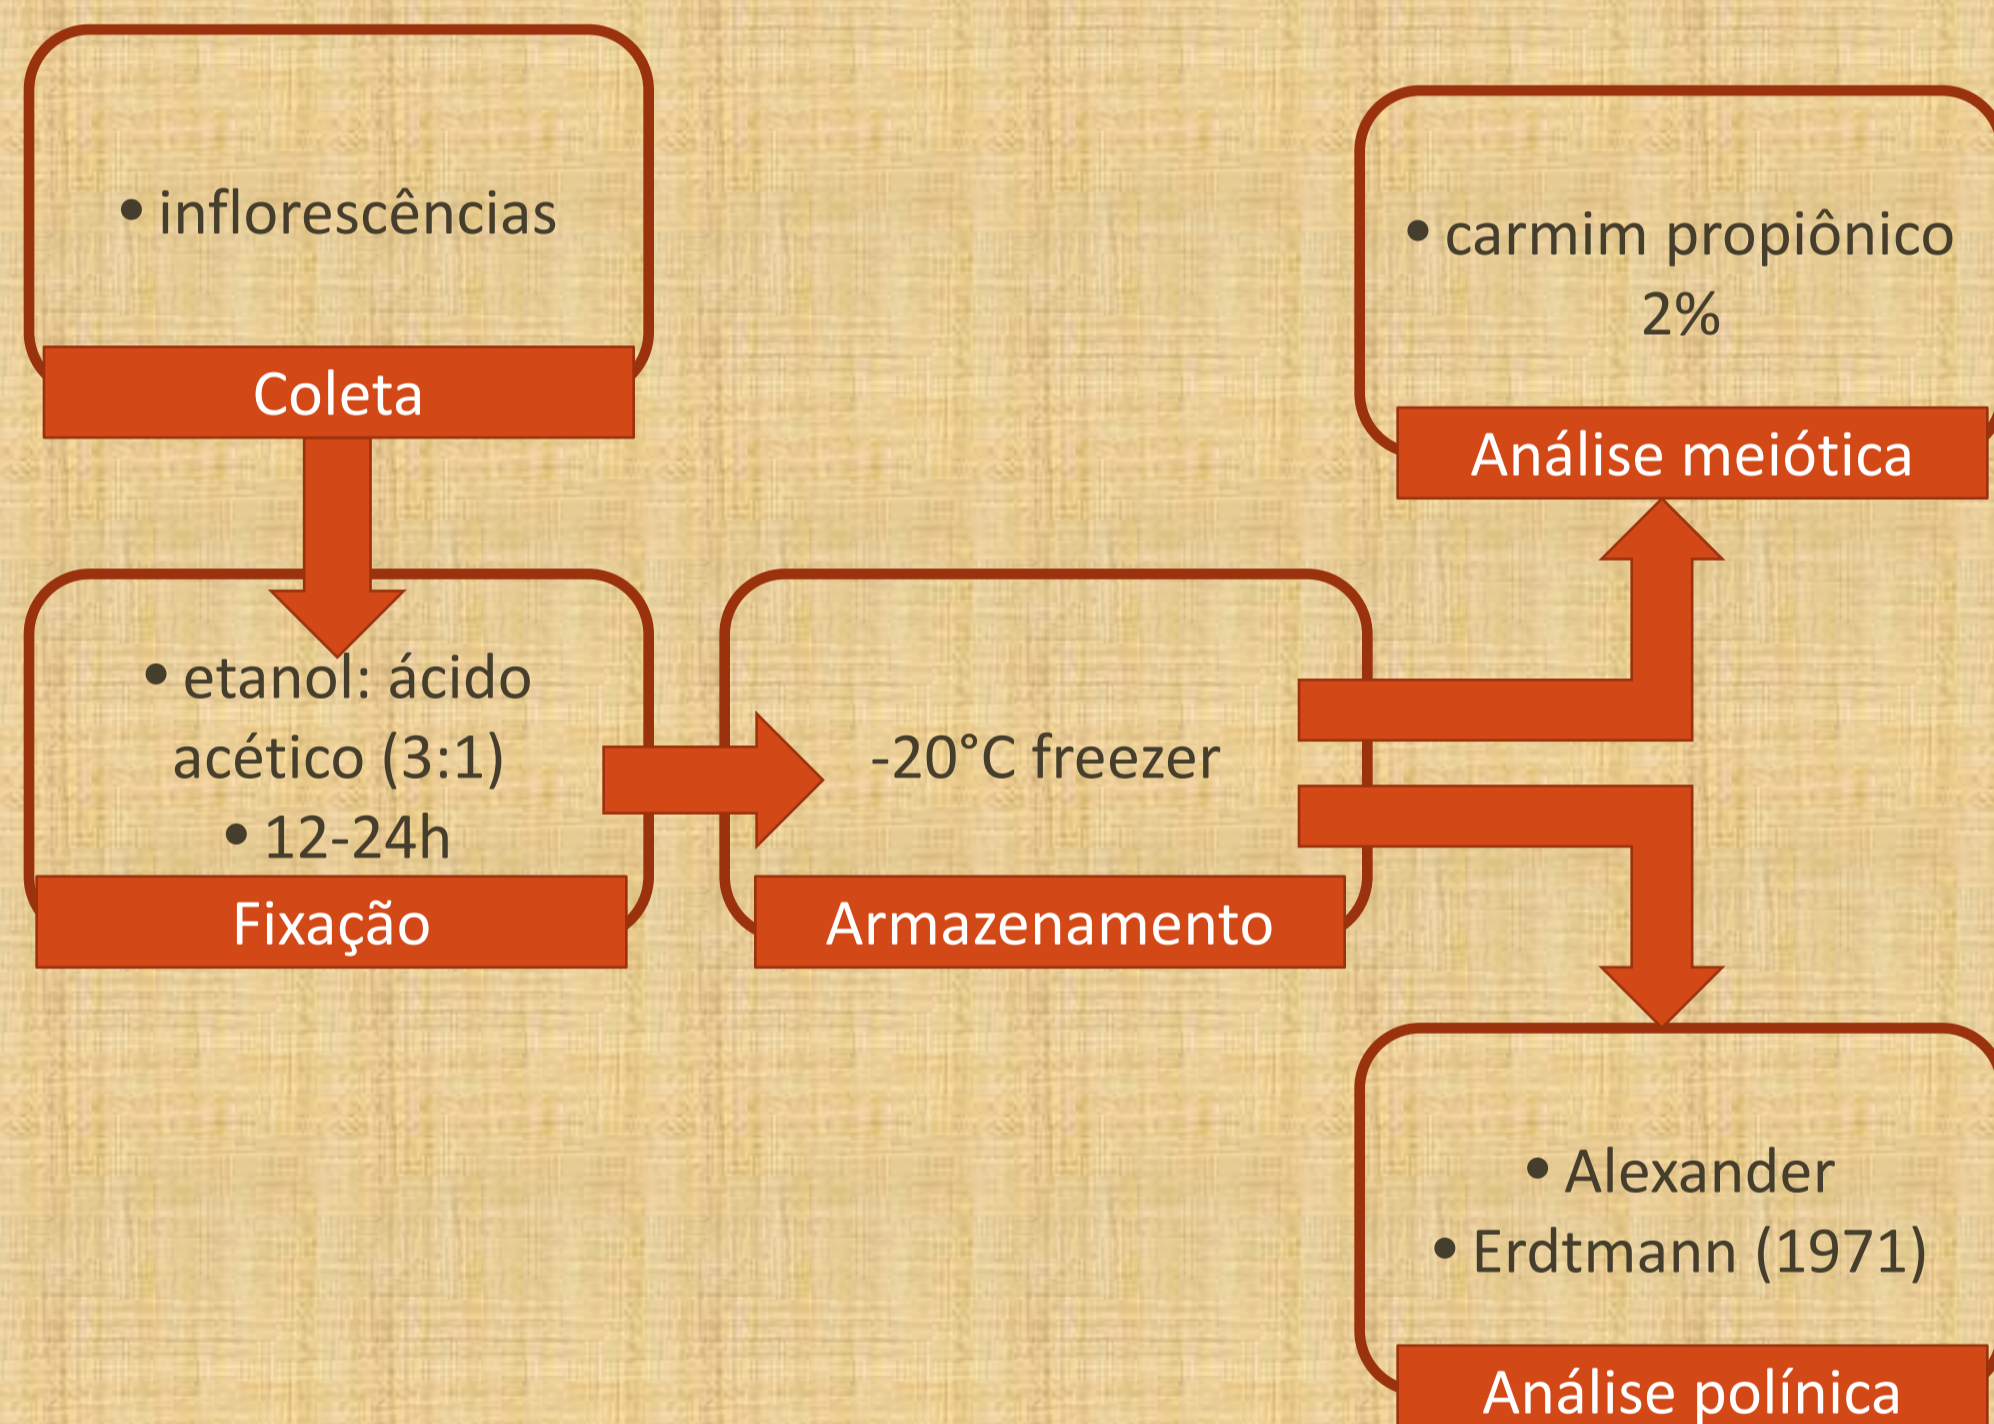 • inflorescências
Coleta
• etanol: ácido
acético (3:1)
• 12-24h
Fixação
-20°C freezer
Armazenamento
• carmim propiônico
2%
Análise meiótica
• Alexander
• Erdtmann (1971)
Análise polínica